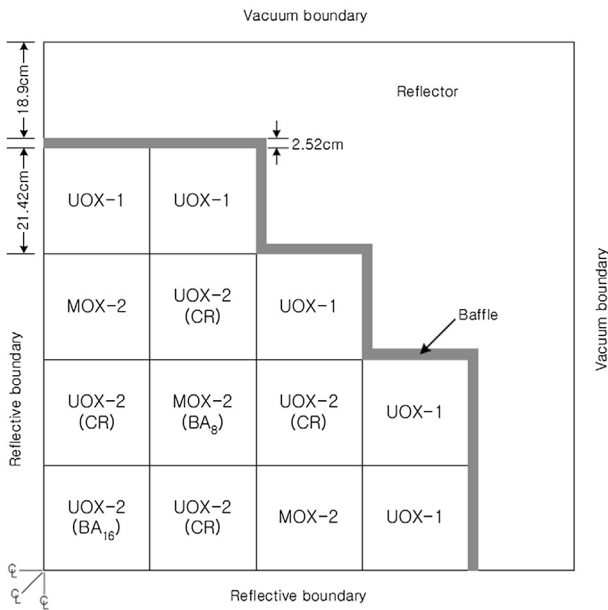 Vacuum boundary
18.9cm
Reflector
2.52cm
21.42cm
UOX-1
UOX-1
MOX-2
UOX-2
(CR)
UOX-1
Baffle
Vacuum boundary
Reflective boundary
UOX-2
(CR)
MOX-2
(BA8)
UOX-2
(CR)
UOX-1
UOX-2
(BA16)
UOX-2
(CR)
MOX-2
UOX-1
℄
℄
℄
Reflective boundary